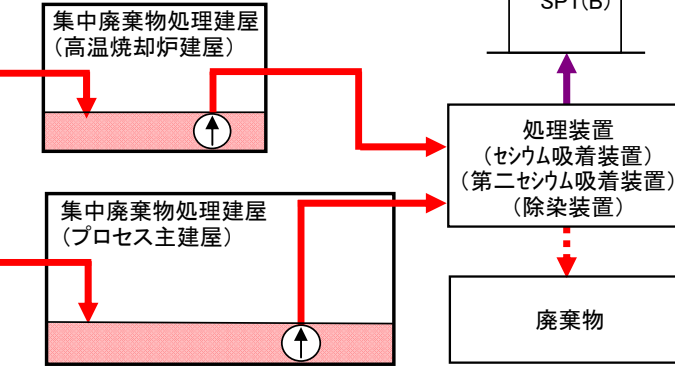 SPT(B)
集中廃棄物処理建屋
（高温焼却炉建屋）
処理装置
（セシウム吸着装置）
（第二セシウム吸着装置）
（除染装置）
集中廃棄物処理建屋
（プロセス主建屋）
廃棄物